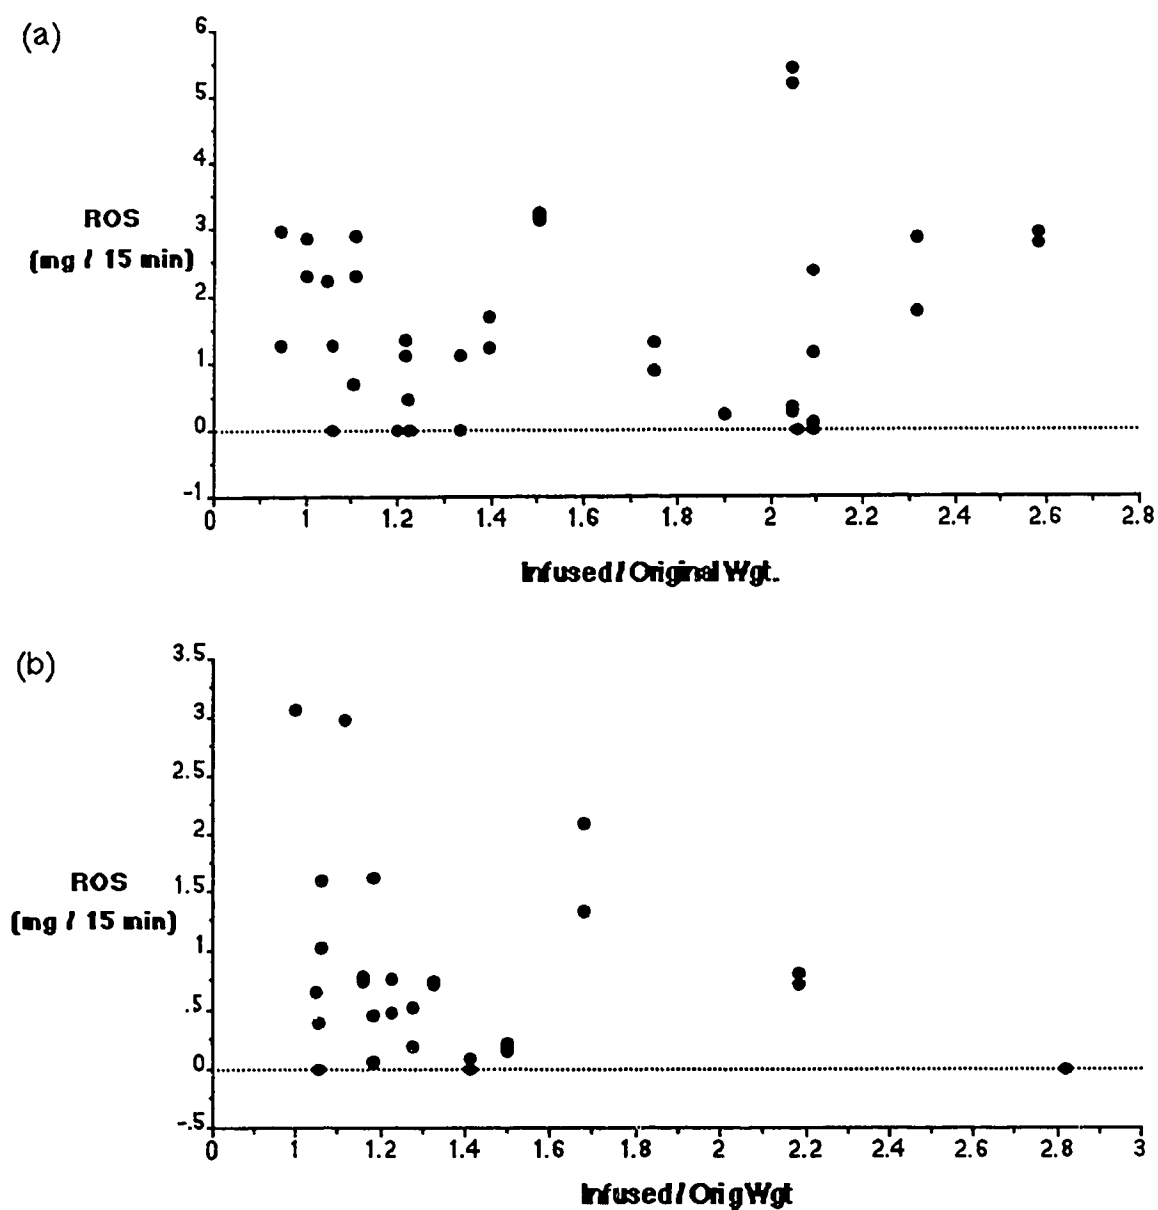 (a)
6
5
4
3
2
1
0
-1
ROS
(mg / 15 min)
0 1 1.2 1.4 1.6 1.8 2 2.2 2.4 2.6 2.8
Infused / Original Wgt.
(b)
3.5
3
2.5
2
1.5
1
.5
0
-.5
ROS
(mg / 15 min)
0 1 1.2 1.4 1.6 1.8 2 2.2 2.4 2.6 2.8 3
Infused / Orig Wgt